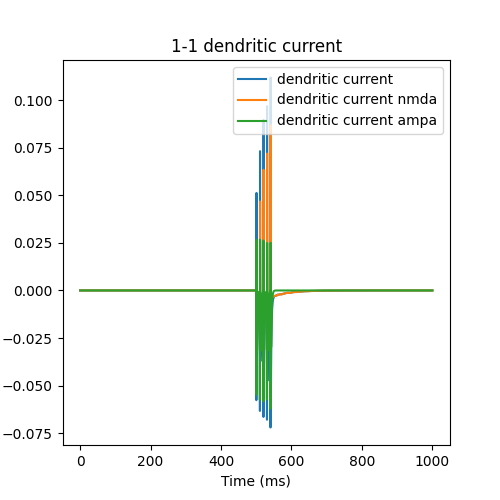 1-1 dendritic current
dendritic current
dendritic current nmda
dendritic current ampa
0.100
0.075
0.050
0.025
0.000
−0.025
−0.050
−0.075
0
200
400
600
800
1000
Time (ms)